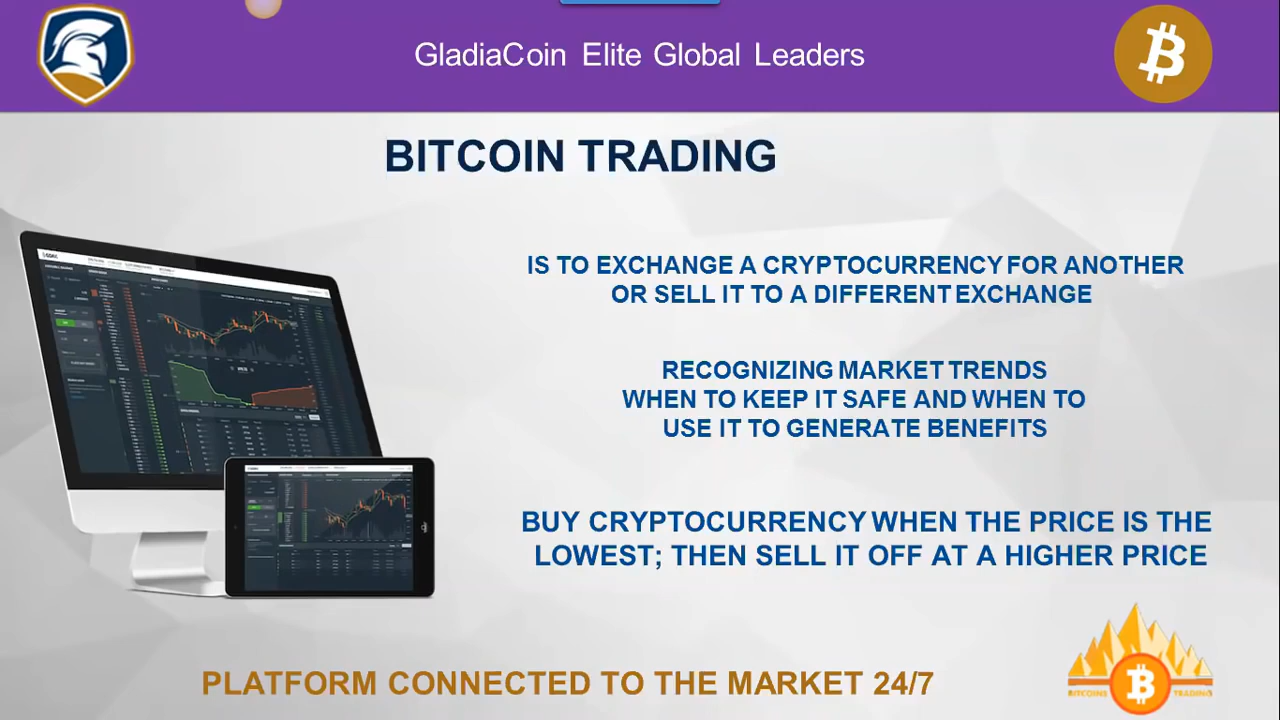 GladiaCoin Elite Global Leaders
BITCOIN TRADING
IS TO EXCHANGE A CRYPTOCURRENCY FOR ANOTHER
OR SELL IT TO A DIFFERENT EXCHANGE
RECOGNIZING MARKET TRENDS
WHEN TO KEEP IT SAFE AND WHEN TO
USE IT TO GENERATE BENEFITS
BUY CRYPTOCURRENCY WHEN THE PRICE IS THE
LOWEST; THEN SELL IT OFF AT A HIGHER PRICE
BITCOINS TRADING
PLATFORM CONNECTED TO THE MARKET 24/7